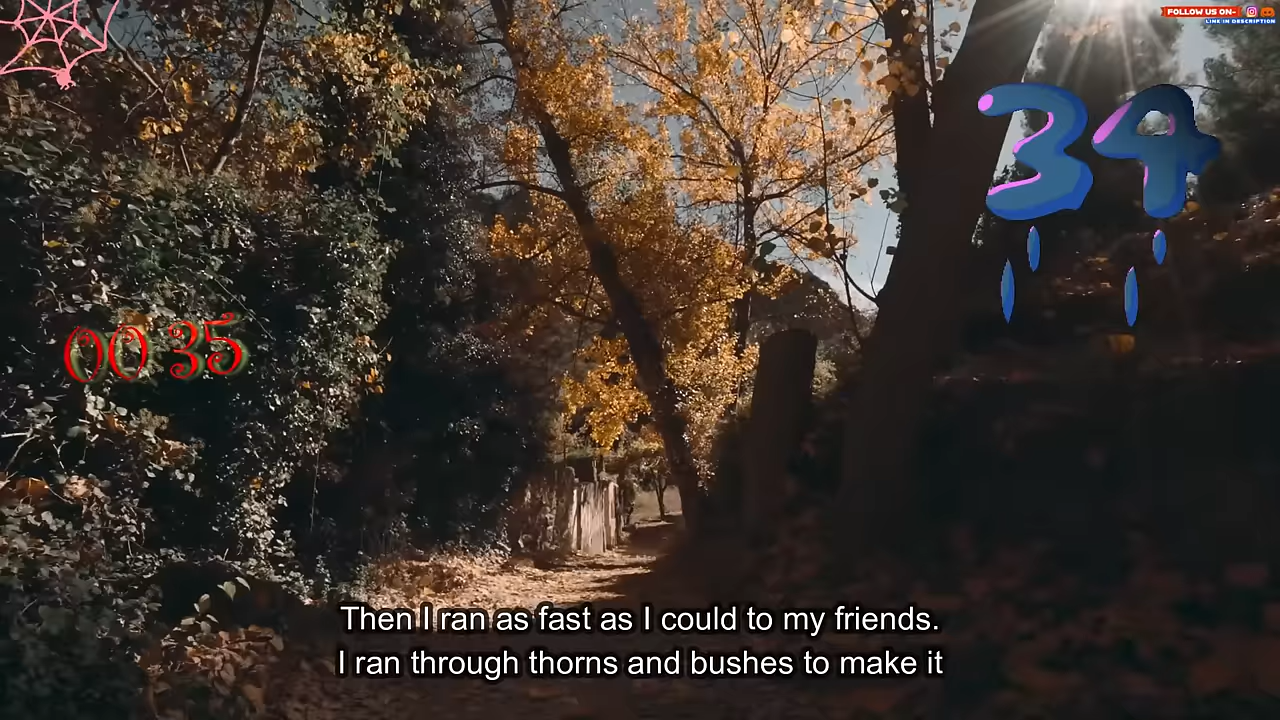 FOLLOW US ON-
LINK IN DESCRIPTION
34
00 35
Then I ran as fast as I could to my friends.
I ran through thorns and bushes to make it